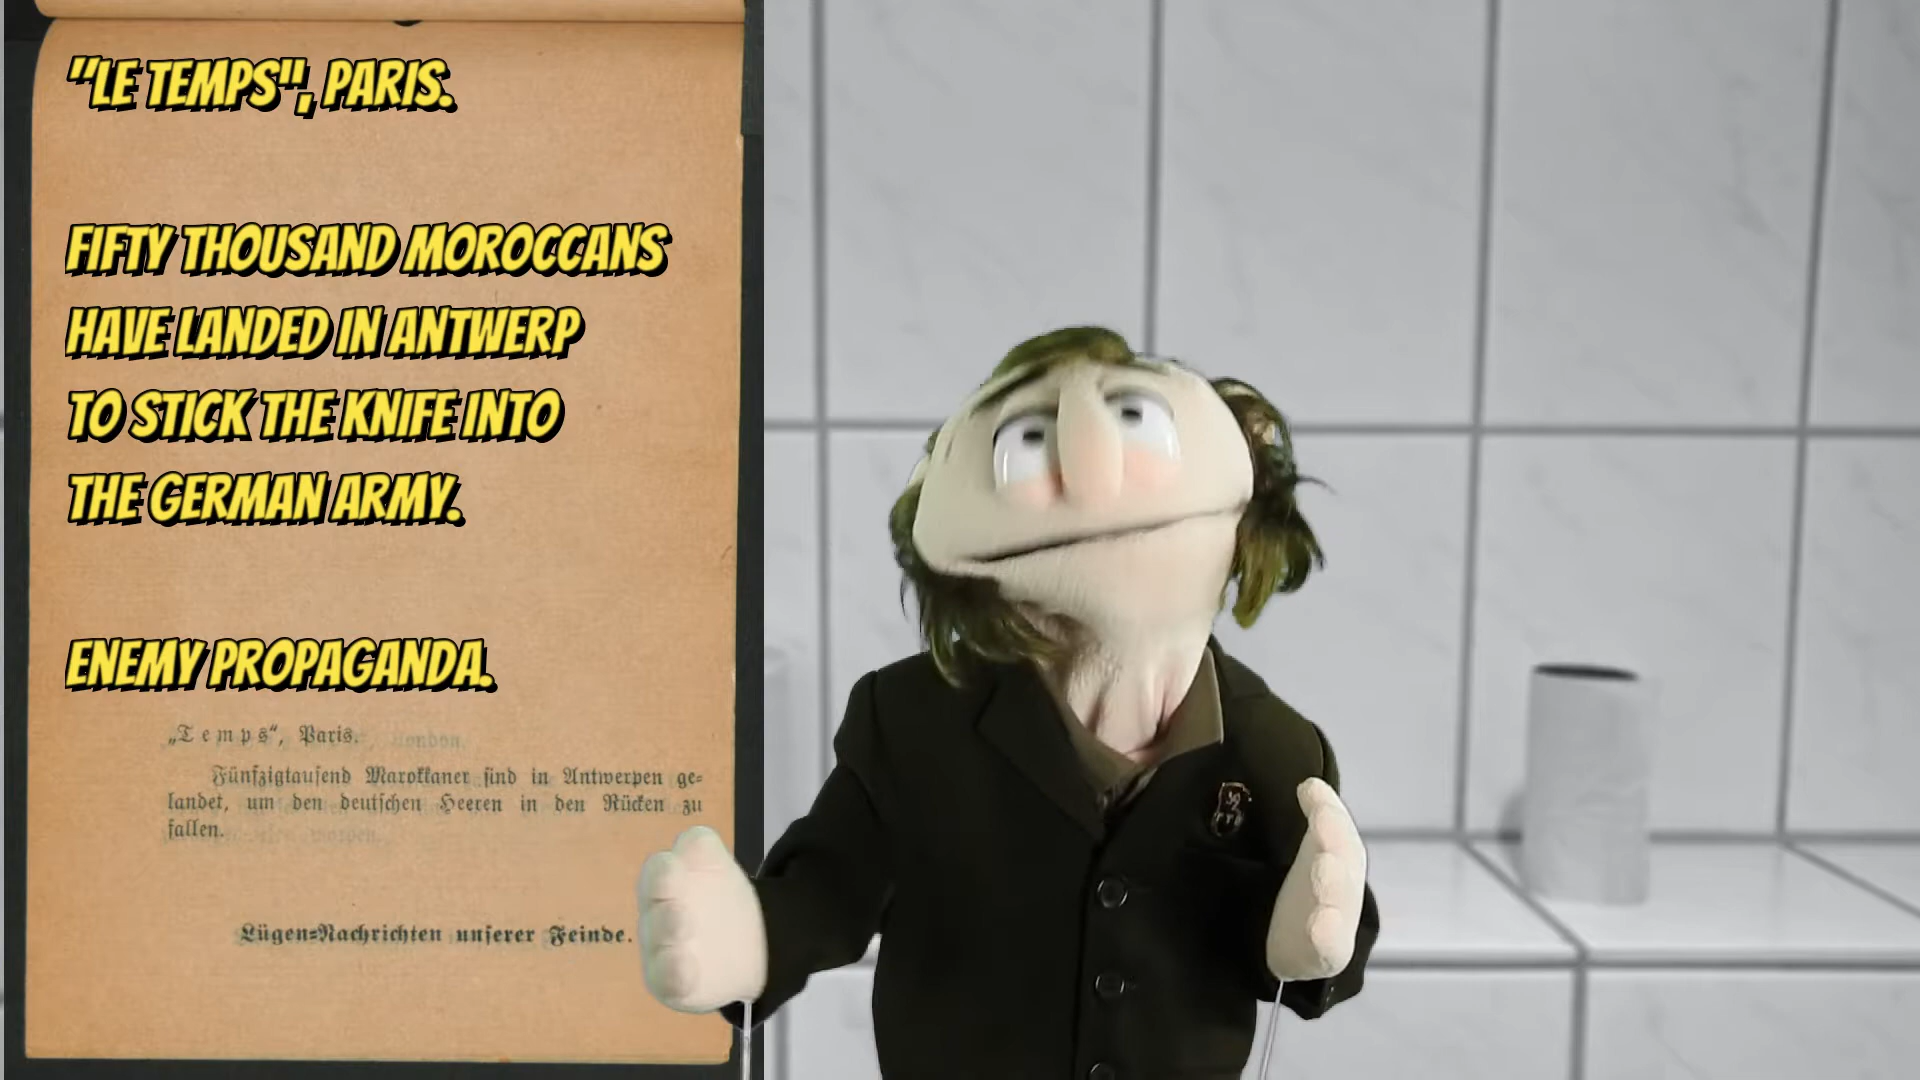 "LE TEMPS", PARIS.
FIFTY THOUSAND MOROCCANS
HAVE LANDED IN ANTWERP
TO STICK THE KNIFE INTO
THE GERMAN ARMY.
ENEMY PROPAGANDA.
„Temps“, Paris.
Fünfzigtausend Marokkaner sind in Antwerpen ge-
landet, um den deutschen Heeren in den Rücken zu
fallen.
Lügen-Nachrichten unserer Feinde.